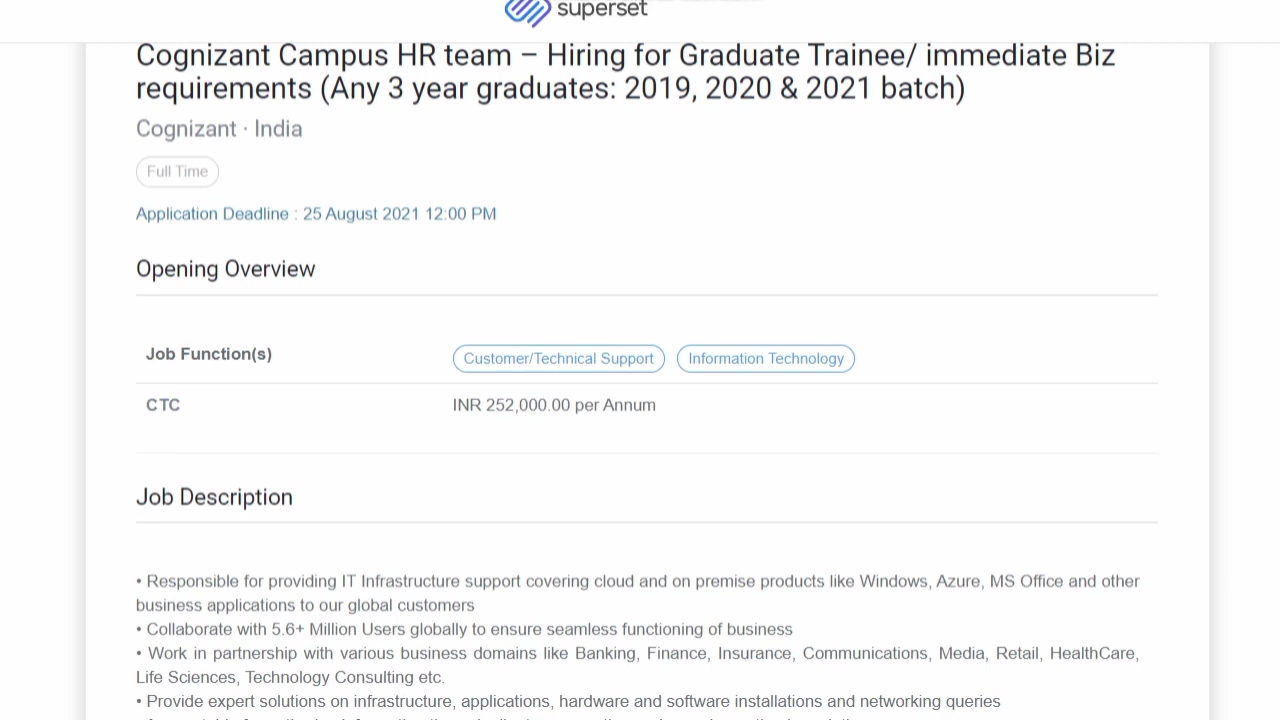 superset
Cognizant Campus HR team – Hiring for Graduate Trainee/ immediate Biz
requirements (Any 3 year graduates: 2019, 2020 & 2021 batch)
Cognizant · India
Full Time
Application Deadline : 25 August 2021 12:00 PM
Opening Overview
Job Function(s)
Customer/Technical Support
Information Technology
CTC
INR 252,000.00 per Annum
Job Description
• Responsible for providing IT Infrastructure support covering cloud and on premise products like Windows, Azure, MS Office and other
business applications to our global customers
• Collaborate with 5.6+ Million Users globally to ensure seamless functioning of business
• Work in partnership with various business domains like Banking, Finance, Insurance, Communications, Media, Retail, HealthCare,
Life Sciences, Technology Consulting etc.
• Provide expert solutions on infrastructure, applications, hardware and software installations and networking queries